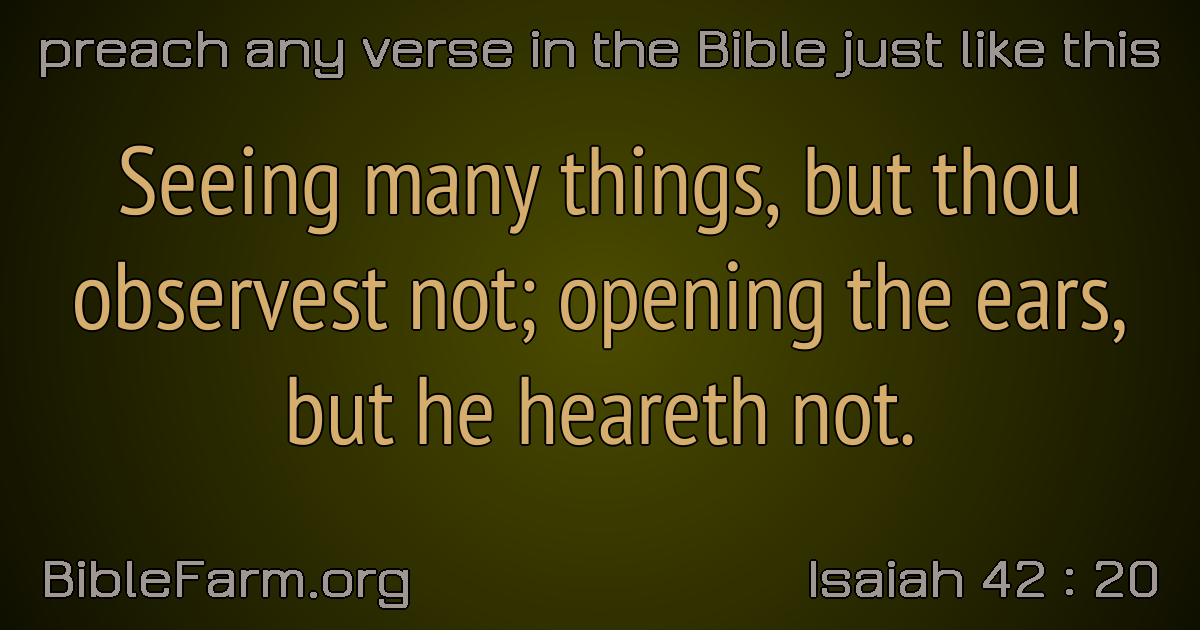 preach any verse in the Bible just like this
Seeing many things, but thou
observest not; opening the ears,
but he heareth not.
BibleFarm.org
Isaiah 42 : 20